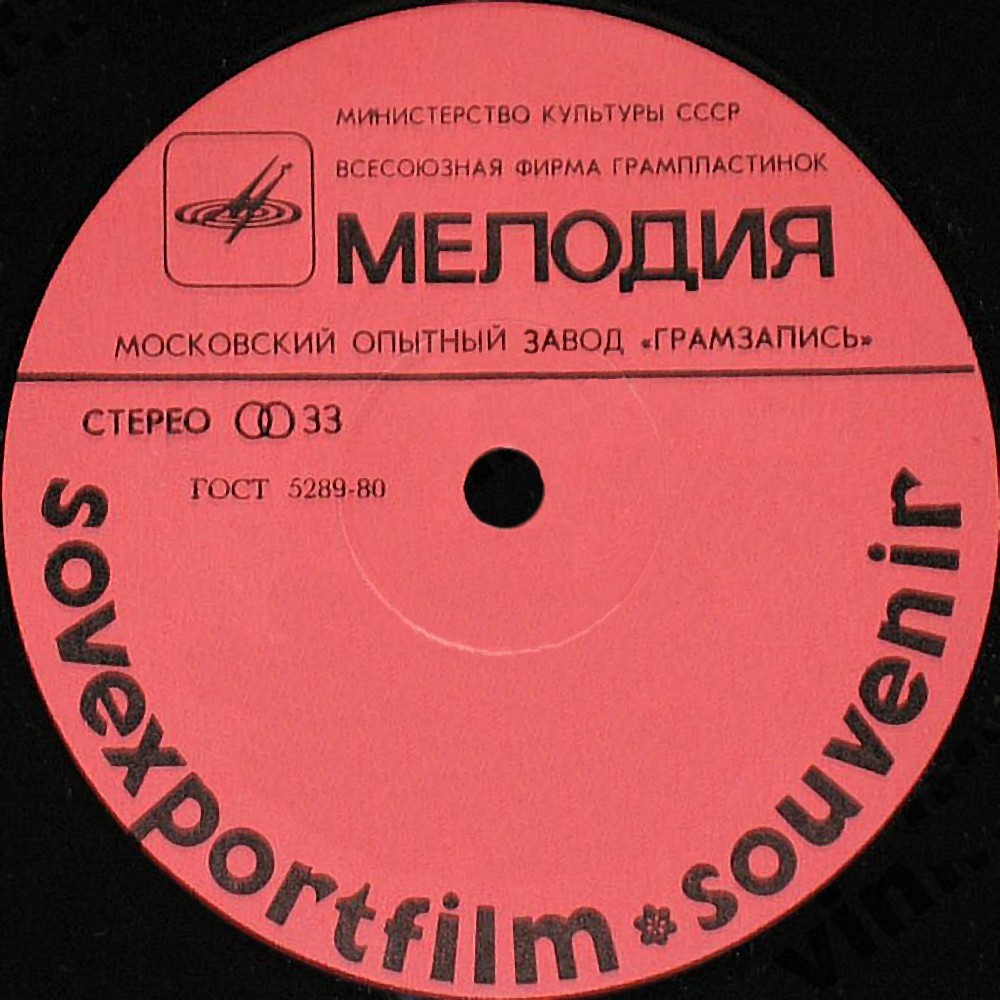 МИНИСТЕРСТВО КУЛЬТУРЫ СССР
ВСЕСОЮЗНАЯ ФИРМА ГРАМПЛАСТИНОК
МЕЛОДИЯ
МОСКОВСКИЙ ОПЫТНЫЙ ЗАВОД «ГРАМЗАПИСЬ»
СТЕРЕО 33
ГОСТ 5289-80
sovexportfilm * souvenir